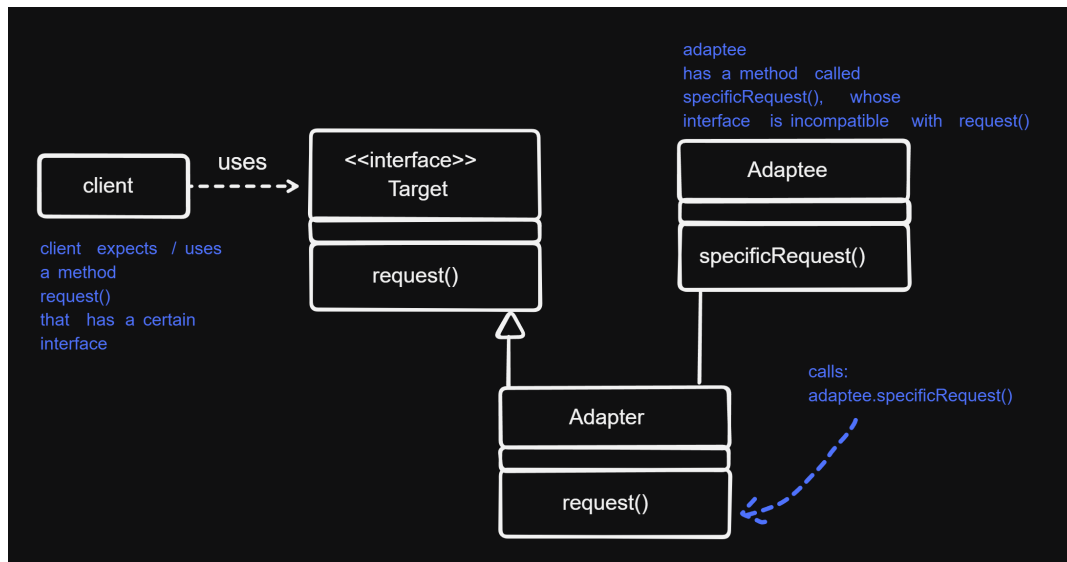 client
uses
client expects / uses
a method
request()
that has a certain
interface
<<interface>>
Target
request()
adaptee
has a method called
specificRequest(), whose
interface is incompatible with request()
Adaptee
specificRequest()
calls:
adaptee.specificRequest()
Adapter
request()